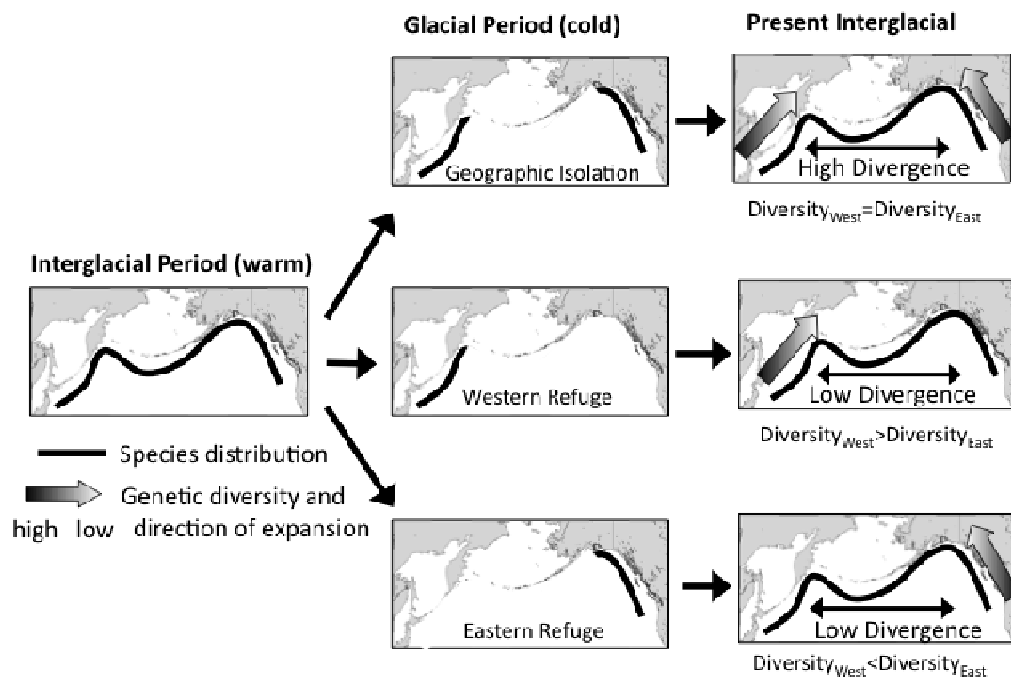 Glacial Period (cold)
Present Interglacial
Geographic Isolation
High Divergence
DiversityWest=DiversityEast
Interglacial Period (warm)
Western Refuge
Low Divergence
DiversityWest>DiversityEast
Species distribution
Genetic diversity and
high low direction of expansion
Eastern Refuge
Low Divergence
DiversityWest<DiversityEast